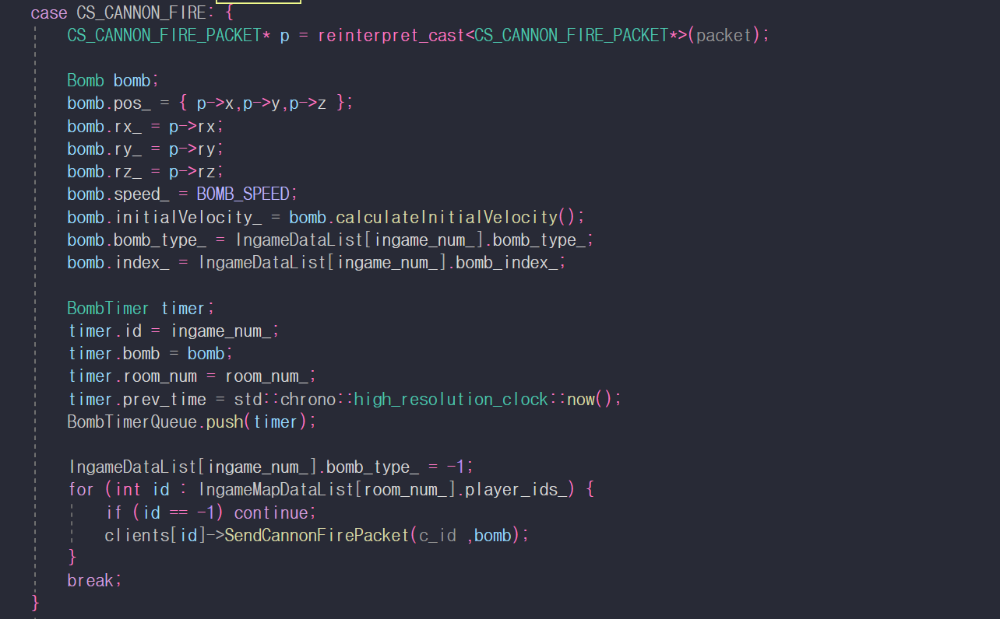 case CS_CANNON_FIRE: {
CS_CANNON_FIRE_PACKET* p = reinterpret_cast<CS_CANNON_FIRE_PACKET*>(packet);
Bomb bomb;
bomb.pos_ = { p->x,p->y,p->z };
bomb.rx_ = p->rx;
bomb.ry_ = p->ry;
bomb.rz_ = p->rz;
bomb.speed_ = BOMB_SPEED;
bomb.initialVelocity_ = bomb.calculateInitialVelocity();
bomb.bomb_type_ = IngameDataList[ingame_num_].bomb_type_;
bomb.index_ = IngameDataList[ingame_num_].bomb_index_;
BombTimer timer;
timer.id = ingame_num_;
timer.bomb = bomb;
timer.room_num = room_num_;
timer.prev_time = std::chrono::high_resolution_clock::now();
BombTimerQueue.push(timer);
IngameDataList[ingame_num_].bomb_type_ = -1;
for (int id : IngameMapDataList[room_num_].player_ids_) {
if (id == -1) continue;
clients[id]->SendCannonFirePacket(c_id ,bomb);
}
break;
}